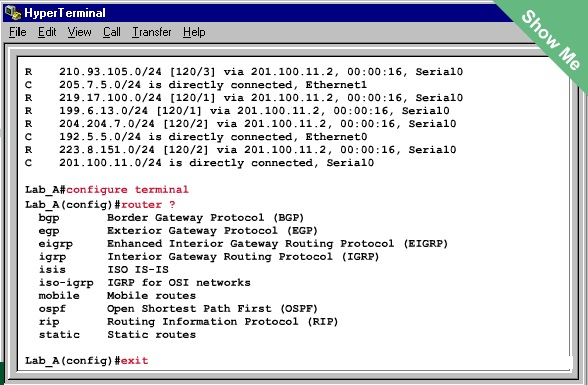 HyperTerminal
File Edit View Call Transfer Help
Show Me
R 210.93.105.0/24 [120/3] via 201.100.11.2, 00:00:16, Serial0
C 205.7.5.0/24 is directly connected, Ethernet1
R 219.17.100.0/24 [120/1] via 201.100.11.2, 00:00:16, Serial0
R 199.6.13.0/24 [120/1] via 201.100.11.2, 00:00:16, Serial0
R 204.204.7.0/24 [120/2] via 201.100.11.2, 00:00:16, Serial0
C 192.5.5.0/24 is directly connected, Ethernet0
R 223.8.151.0/24 [120/2] via 201.100.11.2, 00:00:16, Serial0
C 201.100.11.0/24 is directly connected, Serial0
Lab_A#configure terminal
Lab_A(config)#router ?
bgp Border Gateway Protocol (BGP)
egp Exterior Gateway Protocol (EGP)
eigrp Enhanced Interior Gateway Routing Protocol (EIGRP)
igrp Interior Gateway Routing Protocol (IGRP)
isis ISO IS-IS
iso-igrp IGRP for OSI networks
mobile Mobile routes
ospf Open Shortest Path First (OSPF)
rip Routing Information Protocol (RIP)
static Static routes
Lab_A(config)#exit